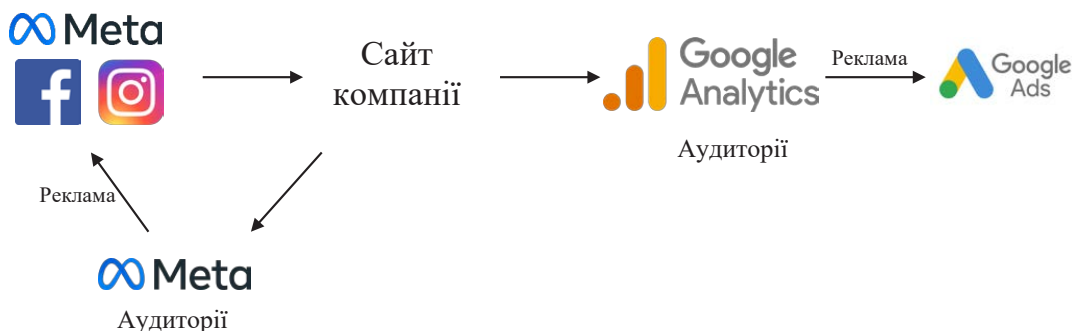 Meta
Сайт
компанії
Google
Analytics
Реклама
Google
Ads
Аудиторії
Реклама
Meta
Аудиторії